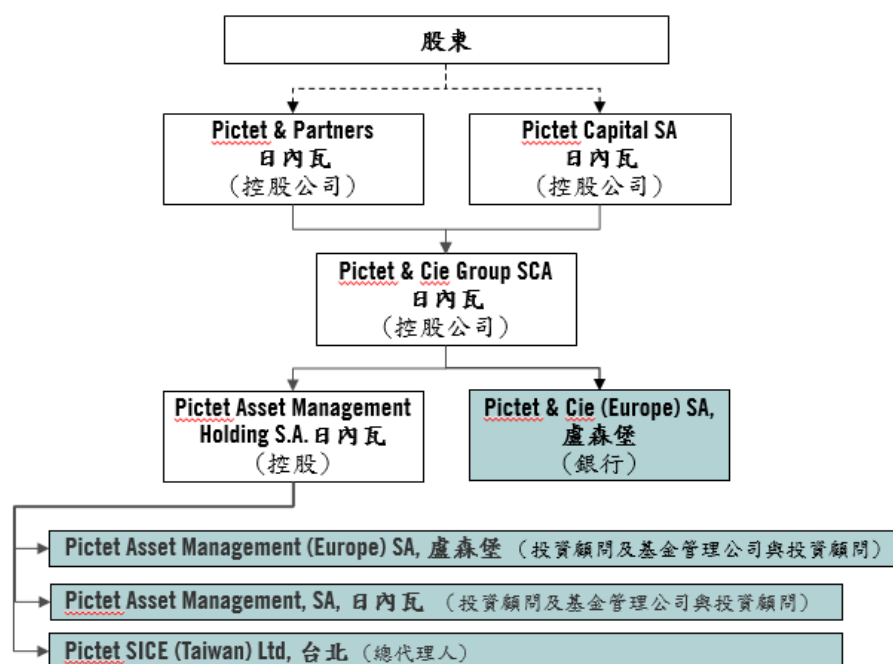 股東
Pictet & Partners
日內瓦
(控股公司)
Pictet Capital SA
日內瓦
(控股公司)
Pictet & Cie Group SCA
日內瓦
(控股公司)
Pictet Asset Management
Holding S.A. 日內瓦
(控股)
Pictet & Cie (Europe) SA,
盧森堡
(銀行)
Pictet Asset Management (Europe) SA, 盧森堡 (投資顧問及基金管理公司與投資顧問)
Pictet Asset Management, SA, 日內瓦 (投資顧問及基金管理公司與投資顧問)
Pictet SICE (Taiwan) Ltd, 台北 (總代理人)